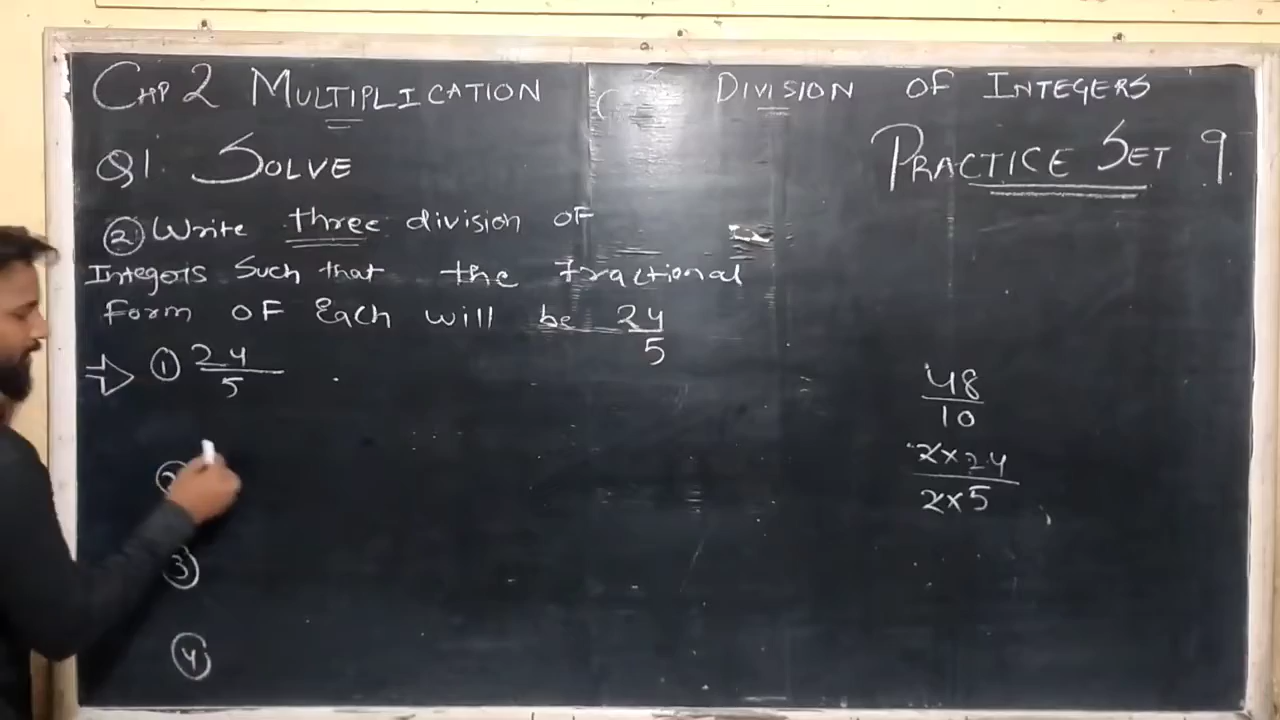 CHP 2 MULTIPLICATION DIVISION OF INTEGERS
Q1. SOLVE
PRACTICE SET 9
② Write three division of
Integers Such that the fractional
Form OF Each will be 24
5
⇒ ① 24
5
48
10
2×24
2×5
②
③
④